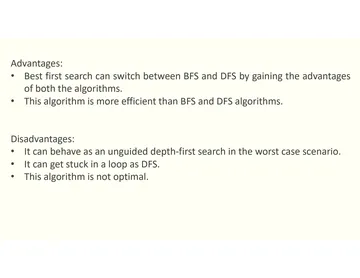 Advantages:
• Best first search can switch between BFS and DFS by gaining the advantages
of both the algorithms.
• This algorithm is more efficient than BFS and DFS algorithms.
Disadvantages:
• It can behave as an unguided depth-first search in the worst case scenario.
• It can get stuck in a loop as DFS.
• This algorithm is not optimal.